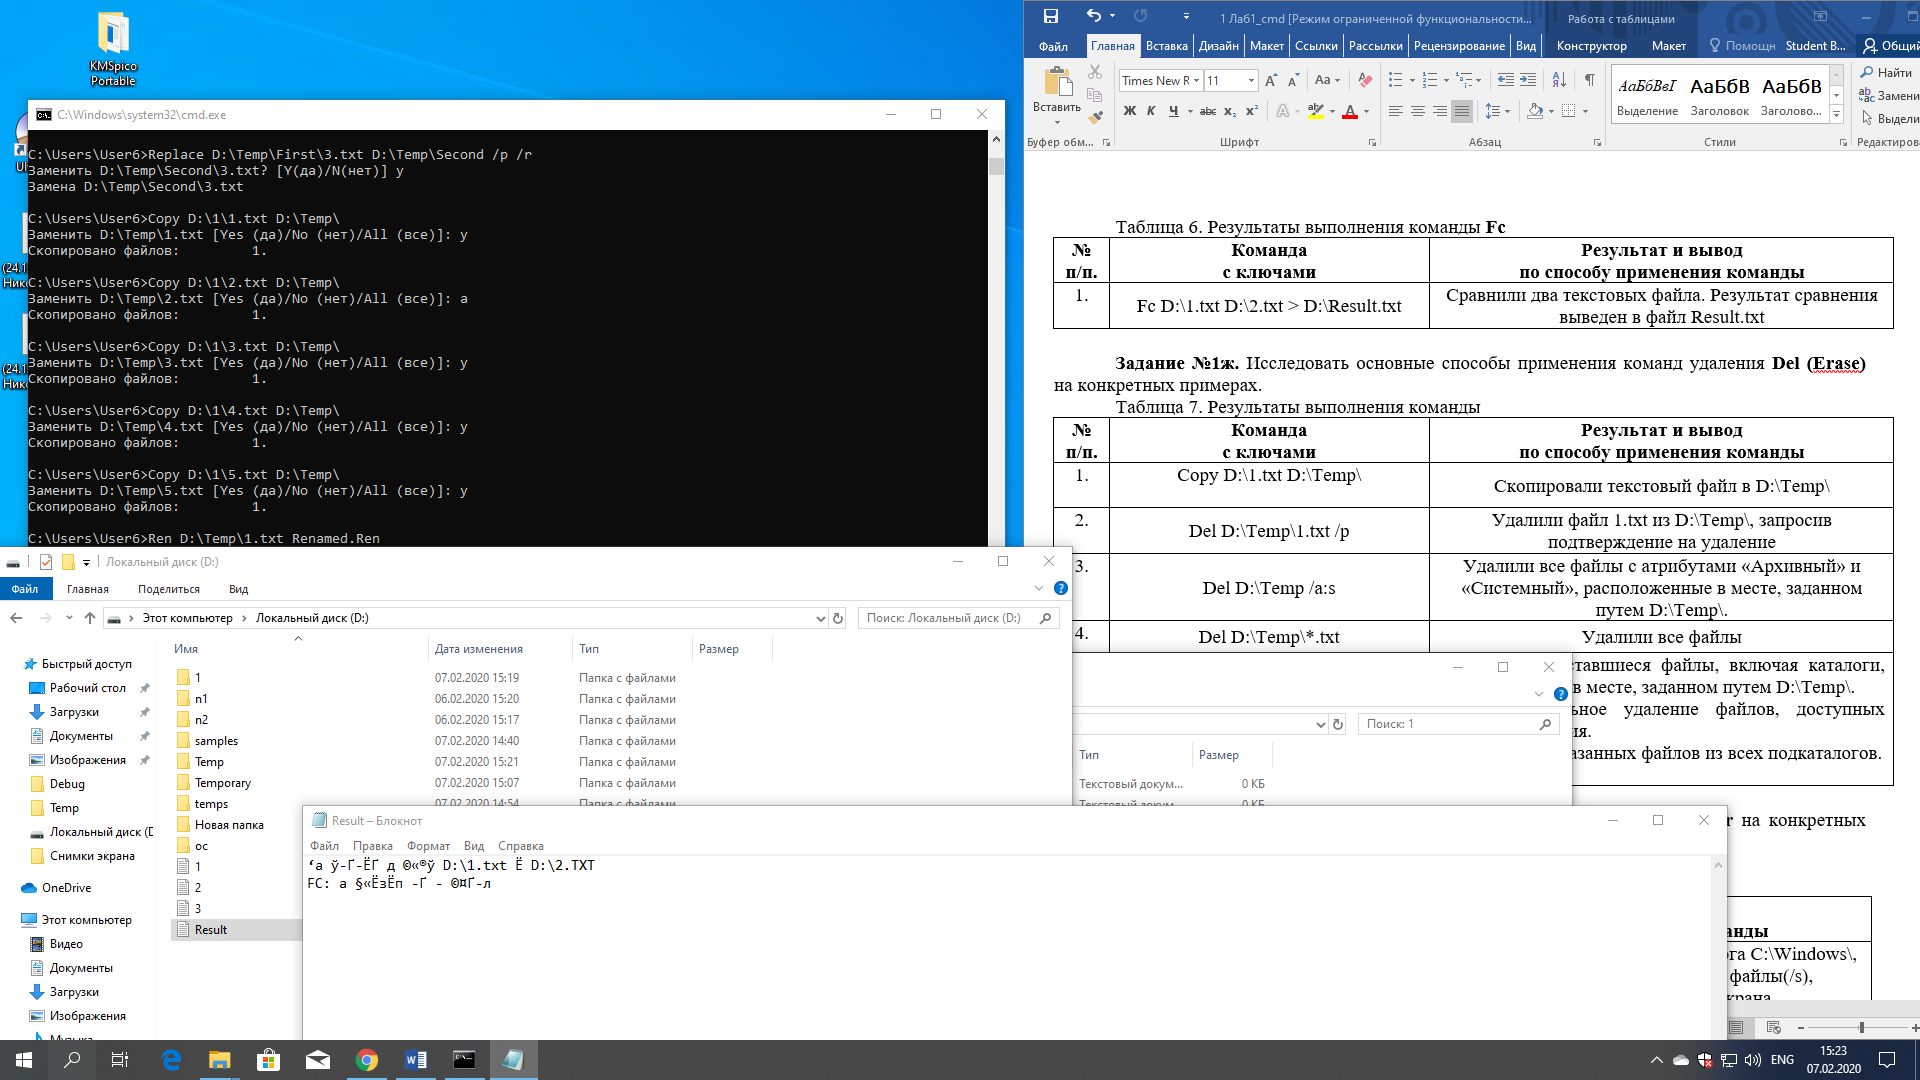 KMSpico
Portable
C:\Windows\system32\cmd.exe
C:\Users\User6>Replace D:\Temp\First\3.txt D:\Temp\Second /p /r
Заменить D:\Temp\Second\3.txt? [Y(да)/N(нет)] y
Замена D:\Temp\Second\3.txt
C:\Users\User6>Copy D:\1\1.txt D:\Temp\
Заменить D:\Temp\1.txt [Yes (да)/No (нет)/All (все)]: y
Скопировано файлов:         1.
C:\Users\User6>Copy D:\1\2.txt D:\Temp\
Заменить D:\Temp\2.txt [Yes (да)/No (нет)/All (все)]: a
Скопировано файлов:         1.
C:\Users\User6>Copy D:\1\3.txt D:\Temp\
Заменить D:\Temp\3.txt [Yes (да)/No (нет)/All (все)]: y
Скопировано файлов:         1.
C:\Users\User6>Copy D:\1\4.txt D:\Temp\
Заменить D:\Temp\4.txt [Yes (да)/No (нет)/All (все)]: y
Скопировано файлов:         1.
C:\Users\User6>Copy D:\1\5.txt D:\Temp\
Заменить D:\Temp\5.txt [Yes (да)/No (нет)/All (все)]: y
Скопировано файлов:         1.
C:\Users\User6>Ren D:\Temp\1.txt Renamed.Ren
1 Лаб1_cmd [Режим ограниченной функциональности...
Работа с таблицами
Файл Главная Вставка Дизайн Макет Ссылки Рассылки Рецензирование Вид Конструктор Макет Помощн Student B... Общий
Times New R 11 Aa
Вставить
Ж К Ч abc x₂ x²
АаБбВвІ АаБбВ АаБбВ
Выделение Заголовок Заголово...
Найти
Замени
Выдели
Буфер обм... Шрифт Абзац Стили Редактиров
Таблица 6. Результаты выполнения команды Fc
№ п/п. Команда с ключами Результат и вывод по способу применения команды
1. Fc D:\1.txt D:\2.txt > D:\Result.txt Сравнили два текстовых файла. Результат сравнения
выведен в файл Result.txt
Задание №1ж. Исследовать основные способы применения команд удаления Del (Erase)
на конкретных примерах.
Таблица 7. Результаты выполнения команды
№ п/п. Команда с ключами Результат и вывод по способу применения команды
1. Copy D:\1.txt D:\Temp\ Скопировали текстовый файл в D:\Temp\
2. Del D:\Temp\1.txt /p Удалили файл 1.txt из D:\Temp\, запросив
подтверждение на удаление
3. Del D:\Temp /a:s Удалили все файлы с атрибутами «Архивный» и
«Системный», расположенные в месте, заданном
путем D:\Temp\.
4. Del D:\Temp\*.txt Удалили все файлы
ставшиеся файлы, включая каталоги,
в месте, заданном путем D:\Temp\.
ьное удаление файлов, доступных
ия.
азанных файлов из всех подкаталогов.
r на конкретных
анды
ога C:\Windows\,
файлы(/s),
экрана
Локальный диск (D:)
Файл Главная Поделиться Вид
Этот компьютер Локальный диск (D:)
Поиск: Локальный диск (D:)
Имя Дата изменения Тип Размер
1 07.02.2020 15:19 Папка с файлами
n1 06.02.2020 15:20 Папка с файлами
n2 06.02.2020 15:17 Папка с файлами
samples 07.02.2020 14:40 Папка с файлами
Temp 07.02.2020 15:21 Папка с файлами
Temporary 07.02.2020 15:07 Папка с файлами
temps 07.02.2020 14:54 Папка с файлами
Новая папка
ос
1
2
3
Result
Быстрый доступ
Рабочий стол
Загрузки
Документы
Изображения
Debug
Temp
Локальный диск (D
Снимки экрана
OneDrive
Этот компьютер
Видео
Документы
Загрузки
Изображения
Музыка
Поиск: 1
Тип Размер
Текстовый докум... 0 КБ
Текстовый докум... 0 КБ
Result – Блокнот
Файл Правка Формат Вид Справка
‘а ў-Ґ-ЁҐ д ©«®ў D:\1.txt Ё D:\2.TXT
FC: а §«ЁзЁп -Ґ - ©¤Ґ-л
ENG
15:23
07.02.2020